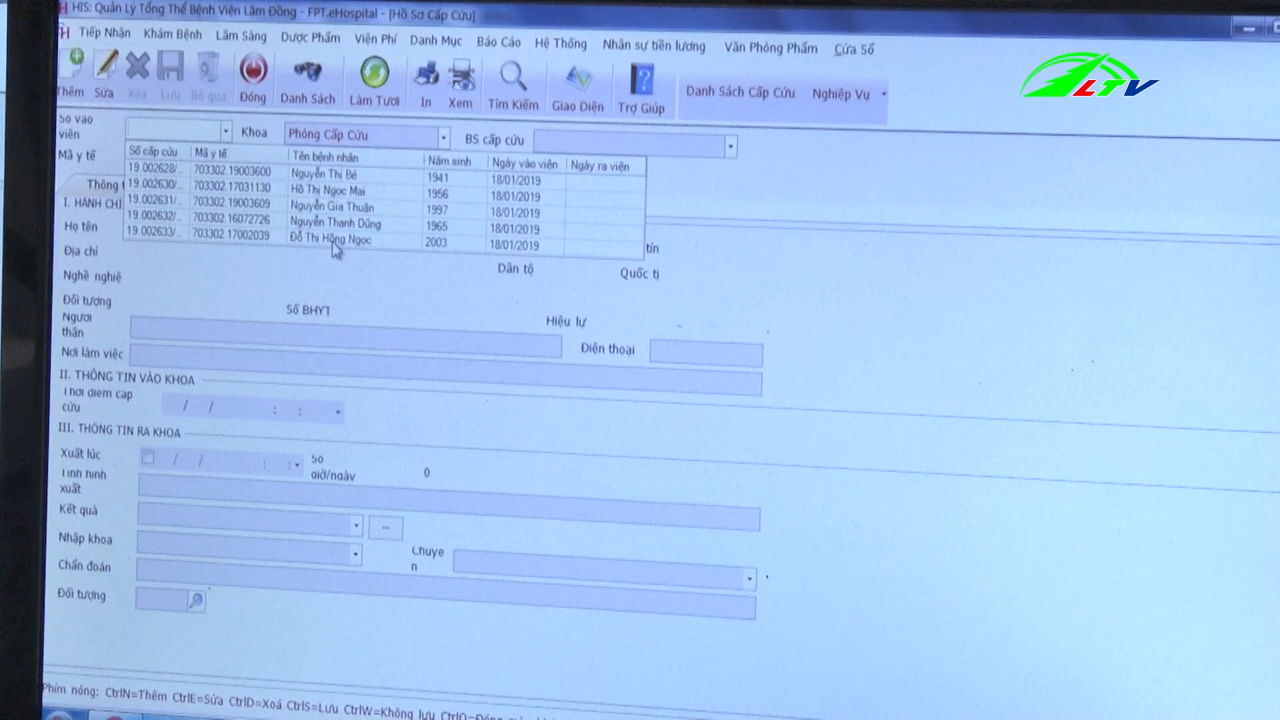 HIS: Quản Lý Tổng Thể Bệnh Viện Lâm Đồng - FPT.eHospital - [Hồ Sơ Cấp Cứu]
Tiếp Nhận Khám Bệnh Lâm Sàng Dược Phẩm Viện Phí Danh Mục Báo Cáo Hệ Thống Nhân sự tiền lương Văn Phòng Phẩm Cửa Sổ
LTV
Thêm Sửa Xóa Lưu Bỏ qua Đóng Danh Sách Làm Tươi In Xem Tìm Kiếm Giao Diện Trợ Giúp Danh Sách Cấp Cứu Nghiệp Vụ
Số vào viện Khoa Phòng Cấp Cứu BS cấp cứu
Mã y tế
Số cấp cứu Mã y tế Tên bệnh nhân Năm sinh Ngày vào viện Ngày ra viện
19.002628/... 703302.19003600 Nguyễn Thị Bé 1941 18/01/2019
19.002630/... 703302.17031130 Hồ Thị Ngọc Mai 1956 18/01/2019
19.002631/... 703302.19003609 Nguyễn Gia Thuận 1997 18/01/2019
19.002632/... 703302.16072726 Nguyễn Thanh Dũng 1965 18/01/2019
19.002633/... 703302.17002039 Đỗ Thị Hồng Ngọc 2003 18/01/2019
Thông
I. HÀNH CHÍ
Họ tên
tín
Địa chỉ Dân tộ Quốc tị
Nghề nghiệ
Đối tượng Số BHYT Hiệu lự
Người thân Điện thoại
Nơi làm việc
II. THÔNG TIN VÀO KHOA
Thời điểm cấp cứu / / : :
III. THÔNG TIN RA KHOA
Xuất lúc / / : : Số giờ/ngày 0
Tình hình xuất
Kết quả ...
Nhập khoa Chuyể n
Chẩn đoán
Đối tượng
Phím nóng: CtrlN=Thêm CtrlE=Sửa CtrlD=Xoá CtrlS=Lưu CtrlW=Không lưu